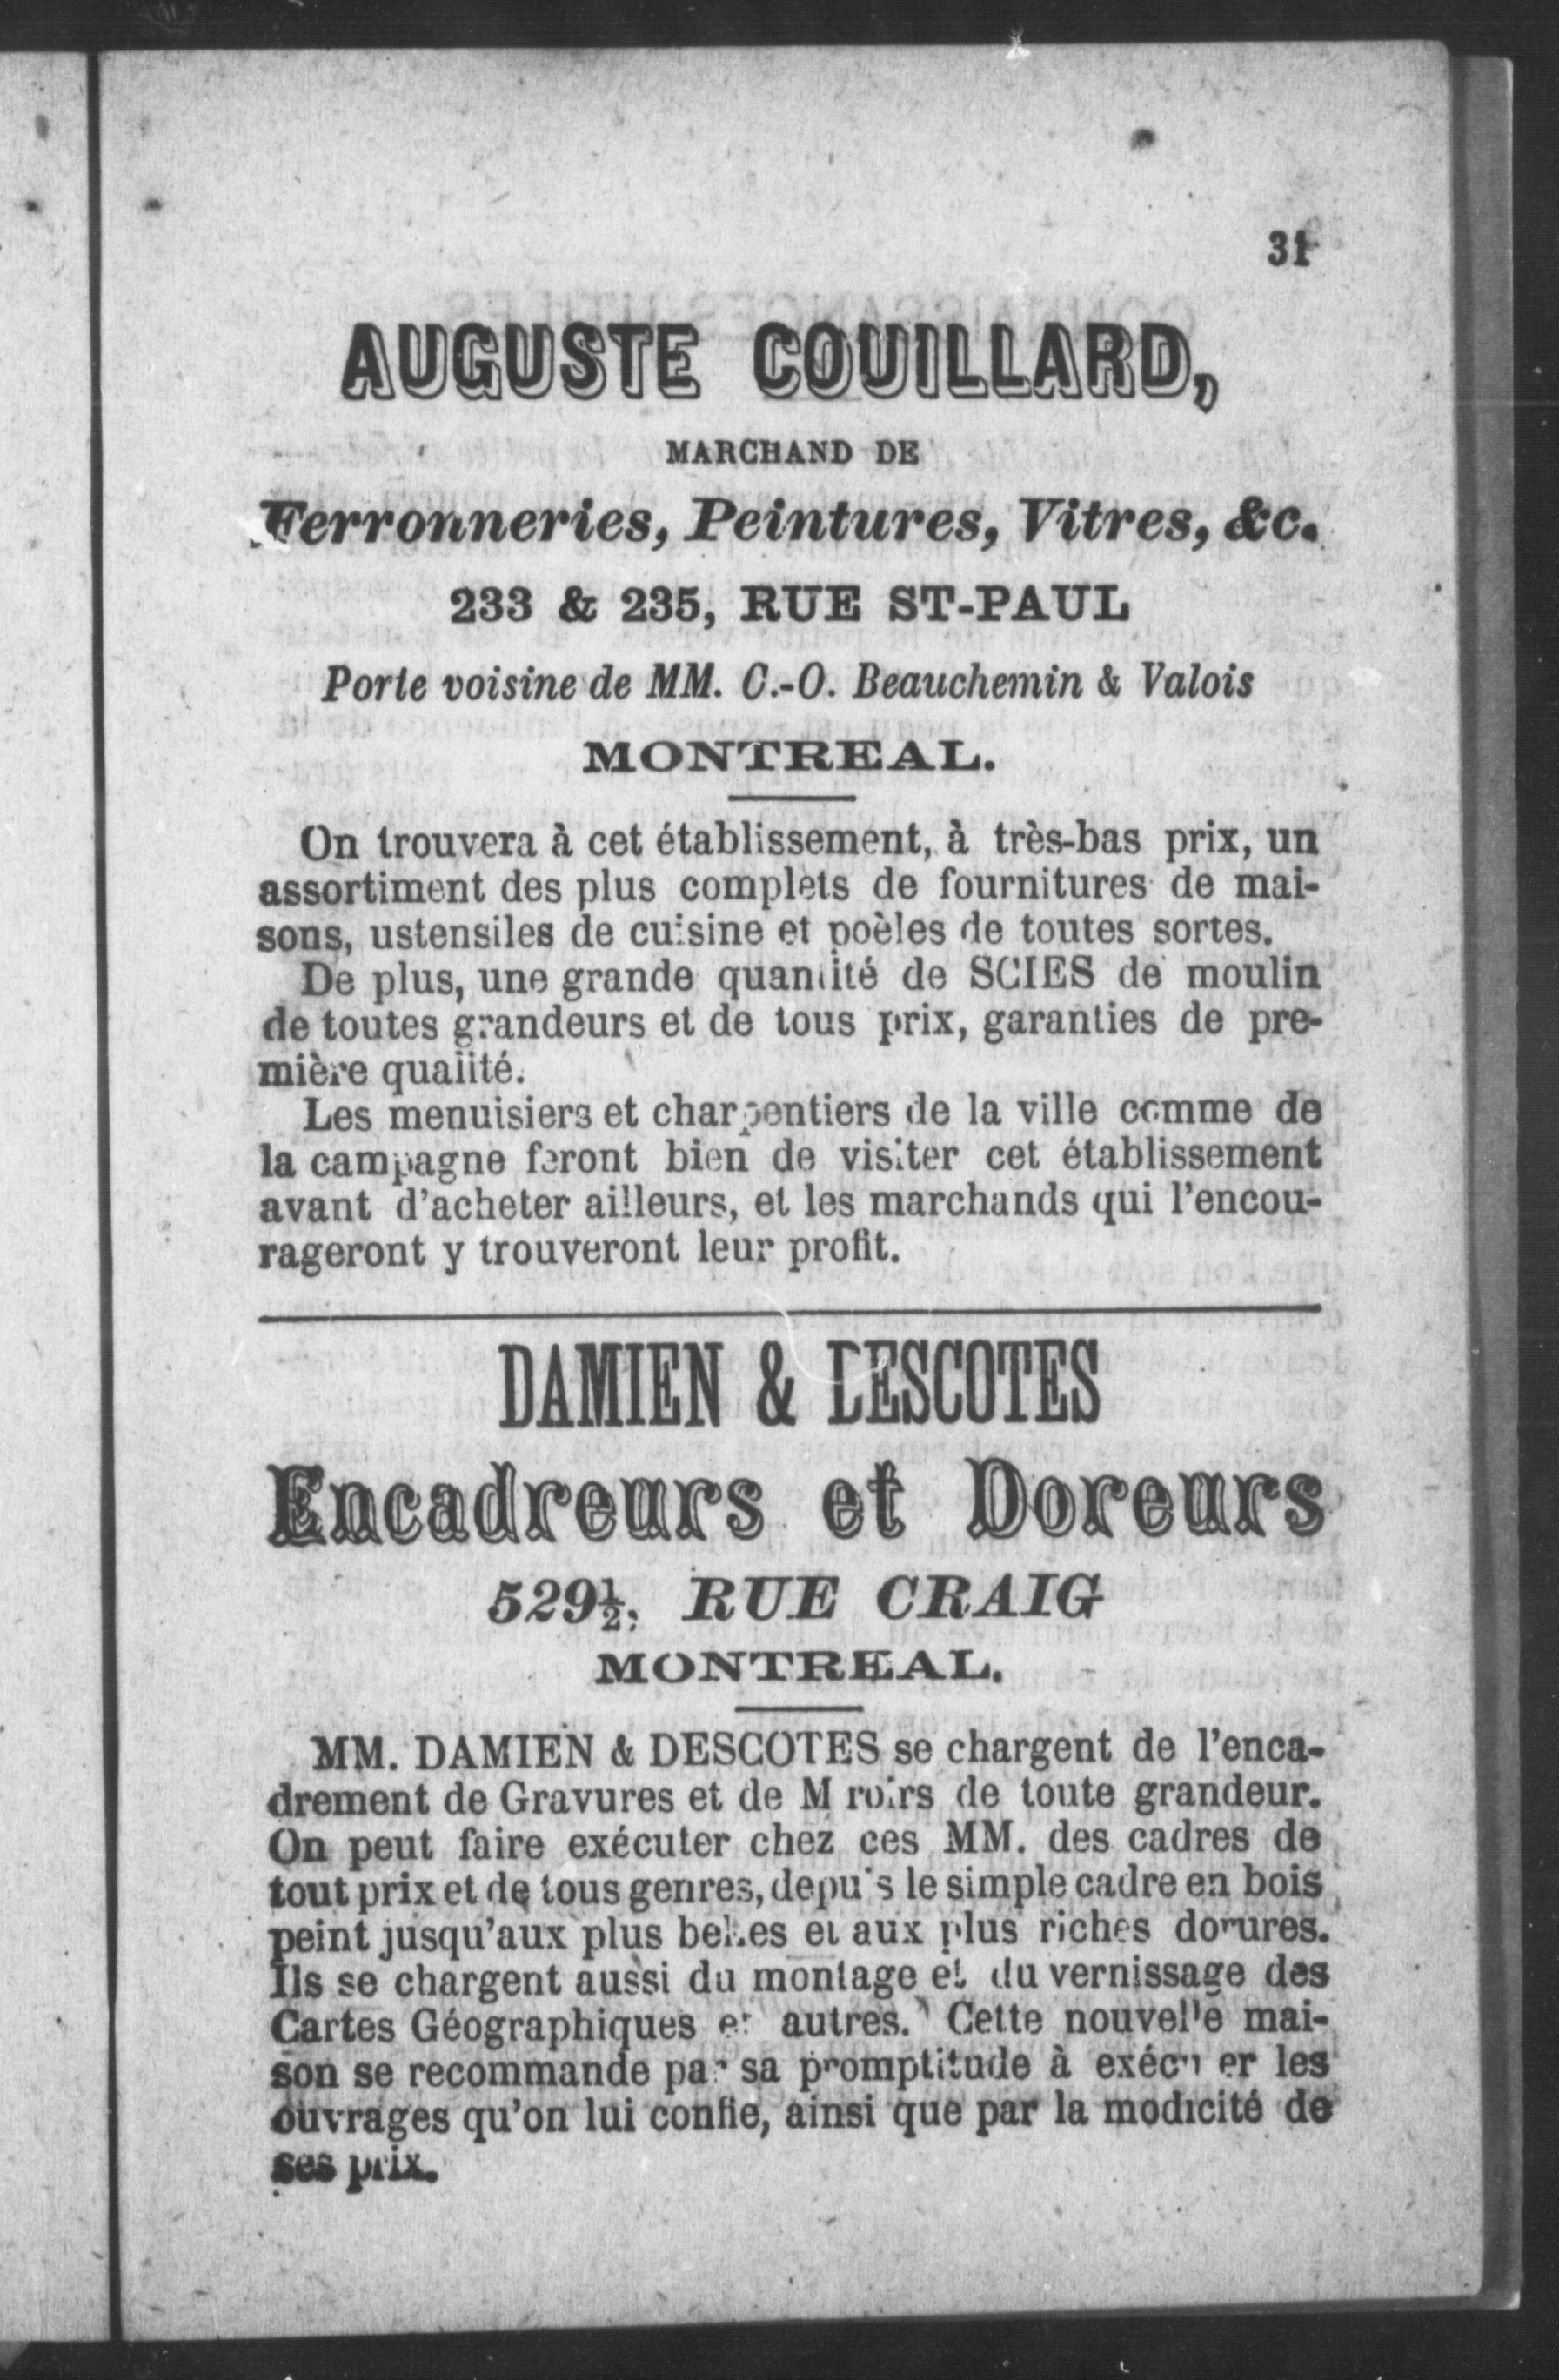 31
AUGUSTE COUILLARD,
MARCHAND DE
Ferronneries, Peintures, Vitres, &c.
233 & 235, RUE ST-PAUL
Porte voisine de MM. C.-O. Beauchemin & Valois
MONTREAL.
On trouvera à cet établissement, à très-bas prix, un
assortiment des plus complets de fournitures de mai-
sons, ustensiles de cuisine et poèles de toutes sortes.
De plus, une grande quantité de SCIES de moulin
de toutes grandeurs et de tous prix, garanties de pre-
mière qualité.
Les menuisiers et charpentiers de la ville comme de
la campagne feront bien de visiter cet établissement
avant d'acheter ailleurs, et les marchands qui l'encou-
rageront y trouveront leur profit.
DAMIEN & DESCOTES
Encadreurs et Doreurs
529½, RUE CRAIG
MONTREAL.
MM. DAMIEN & DESCOTES se chargent de l'enca-
drement de Gravures et de M roirs de toute grandeur.
On peut faire exécuter chez ces MM. des cadres de
tout prix et de tous genres, depuis le simple cadre en bois
peint jusqu'aux plus belles et aux plus riches dorures.
Ils se chargent aussi du montage et du vernissage des
Cartes Géographiques et autres. Cette nouvelle mai-
son se recommande par sa promptitude à exécuter les
ouvrages qu'on lui confie, ainsi que par la modicité de
ses prix.